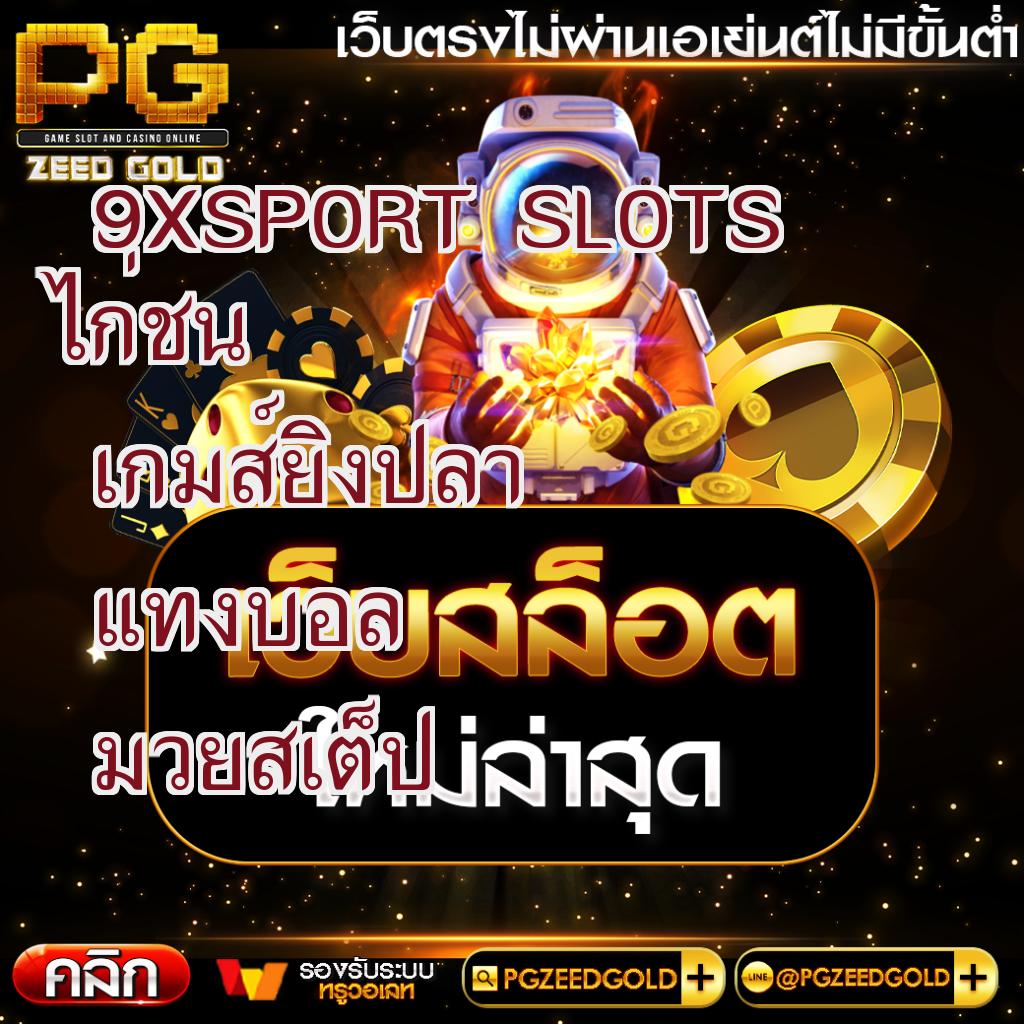 เว็บตรงไม่ผ่านเอเย่นต์ไม่มีขั้นต่ำ
PG
GAME SLOT AND CASINO ONLINE
ZEED GOLD
9XSPORT SLOTS
ไก่ชน
เกมส์ยิงปลา
แทงบอล
เว็บสล็อต
มวยสเต็ป
ใหม่ล่าสุด
คลิก
รองรับระบบ
ทรูวอเลท
PGZEEDGOLD
LINE @PGZEEDGOLD